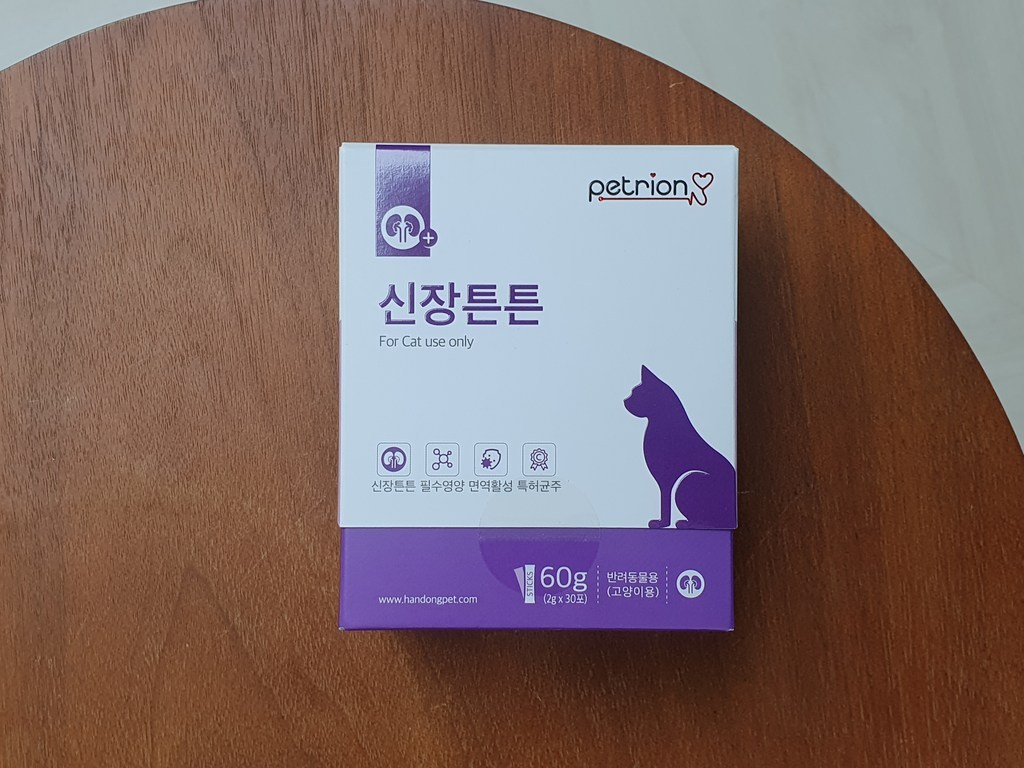 petrion
신장튼튼
For Cat use only
신장튼튼 필수영양 면역활성 특허균주
www.handongpet.com
STICKS
60g
(2g x 30포)
반려동물용
(고양이용)